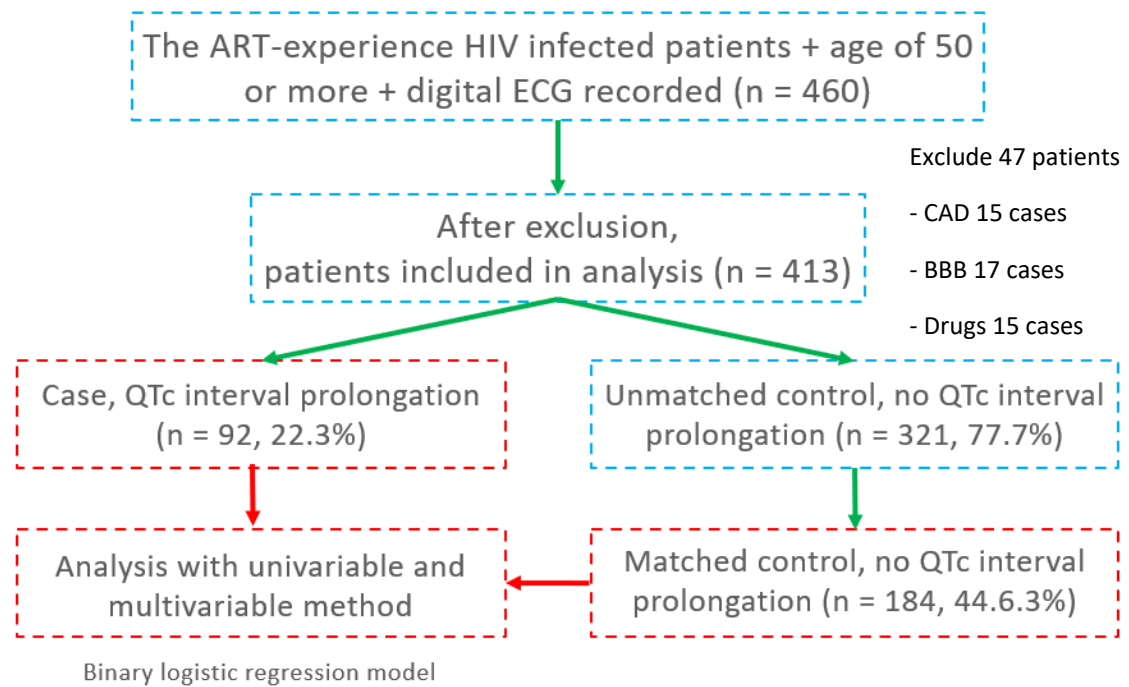 The ART-experience HIV infected patients + age of 50
or more + digital ECG recorded (n = 460)
Exclude 47 patients
- CAD 15 cases
- BBB 17 cases
- Drugs 15 cases
After exclusion,
patients included in analysis (n = 413)
Case, QTc interval prolongation
(n = 92, 22.3%)
Unmatched control, no QTc interval
prolongation (n = 321, 77.7%)
Analysis with univariable and
multivariable method
Matched control, no QTc interval
prolongation (n = 184, 44.6.3%)
Binary logistic regression model